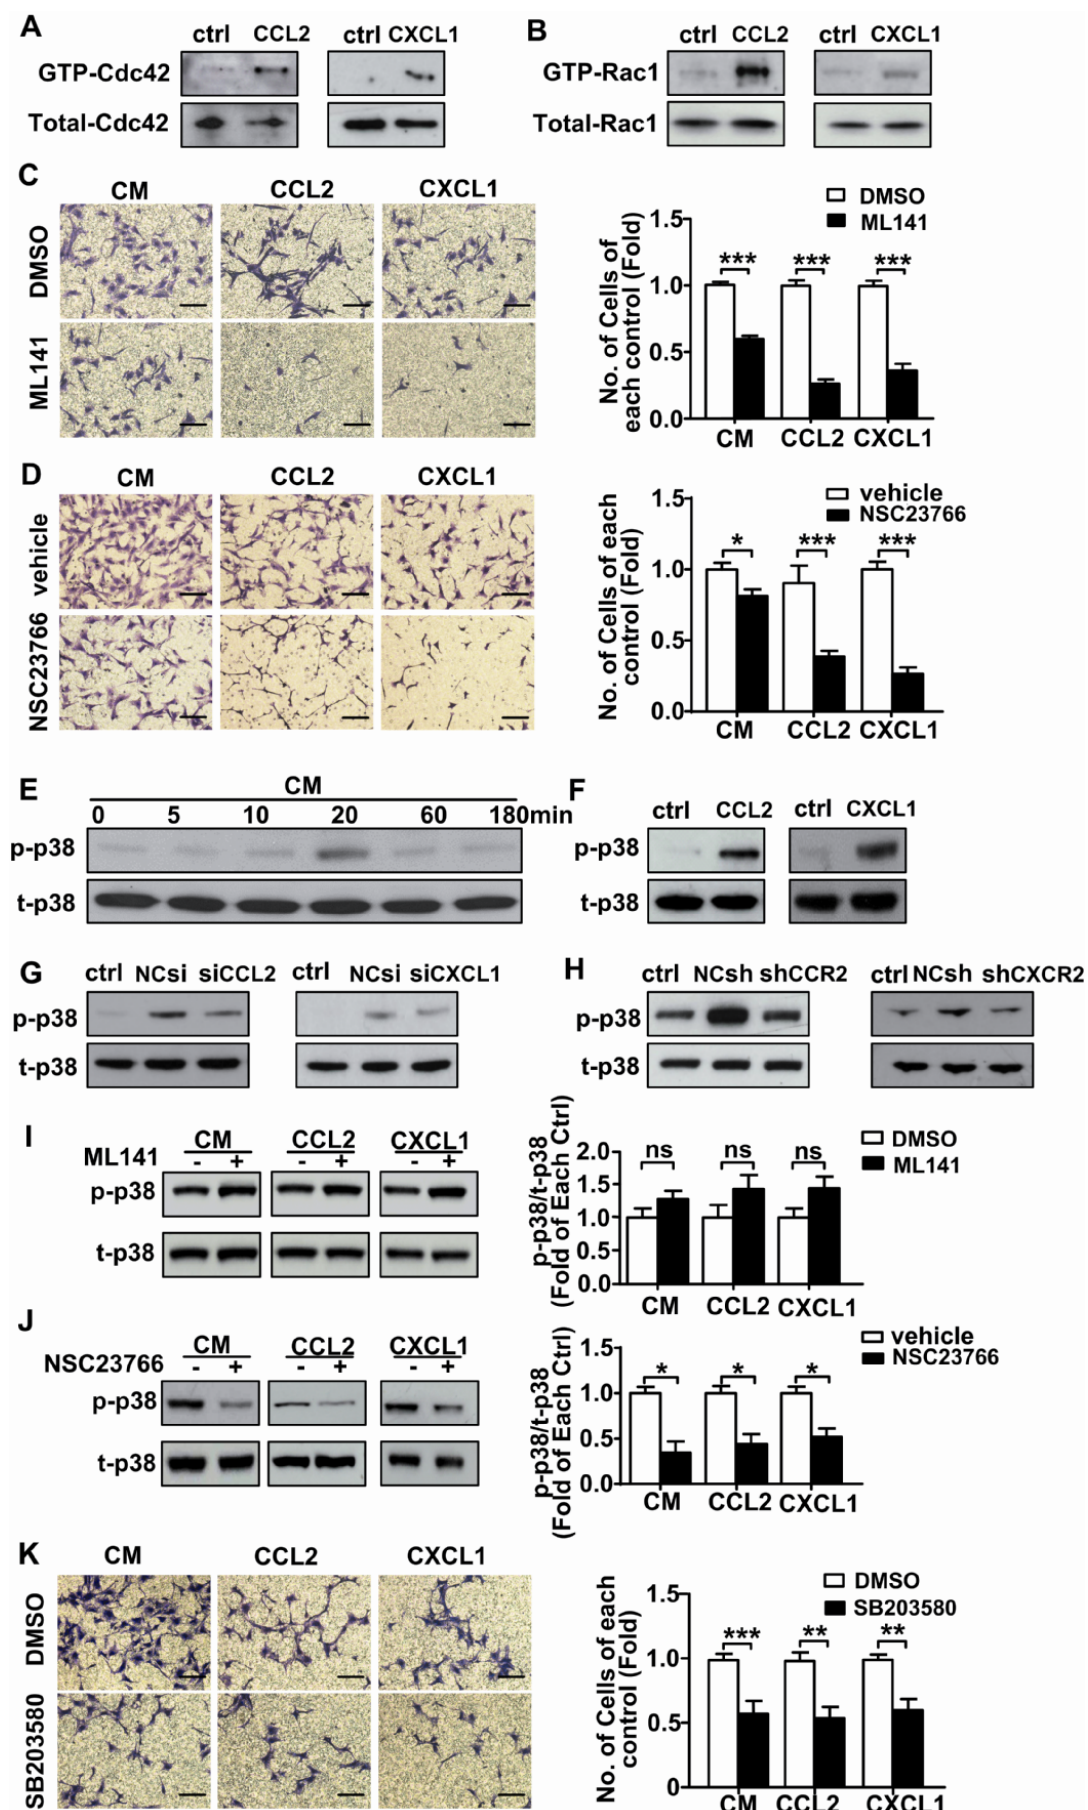 A
ctrl CCL2
ctrl CXCL1
GTP-Cdc42
Total-Cdc42
B
ctrl CCL2
ctrl CXCL1
GTP-Rac1
Total-Rac1
C
CM CCL2 CXCL1
DMSO
ML141
DMSO
ML141
No. of Cells of
each control (Fold)
1.5
1.0
0.5
0.0
*** *** ***
CM CCL2 CXCL1
D
CM CCL2 CXCL1
vehicle
NSC23766
vehicle
NSC23766
No. of Cells of each
control (Fold)
1.5
1.0
0.5
0.0
* *** ***
CM CCL2 CXCL1
E
CM
0 5 10 20 60 180min
p-p38
t-p38
F
ctrl CCL2
ctrl CXCL1
p-p38
t-p38
G
ctrl NCsi siCCL2
ctrl NCsi siCXCL1
p-p38
t-p38
H
ctrl NCsh shCCR2
ctrl NCsh shCXCR2
p-p38
t-p38
I
CM CCL2 CXCL1
ML141 - + - + - +
p-p38
t-p38
DMSO
ML141
p-p38/t-p38
(Fold of Each Ctrl)
2.0
1.5
1.0
0.5
0.0
ns ns ns
CM CCL2 CXCL1
J
CM CCL2 CXCL1
NSC23766 - + - + - +
p-p38
t-p38
vehicle
NSC23766
p-p38/t-p38
(Fold of Each Ctrl)
1.5
1.0
0.5
0.0
* * *
CM CCL2 CXCL1
K
CM CCL2 CXCL1
DMSO
SB203580
DMSO
SB203580
No. of Cells of each
control (Fold)
1.5
1.0
0.5
0
*** ** **
CM CCL2 CXCL1